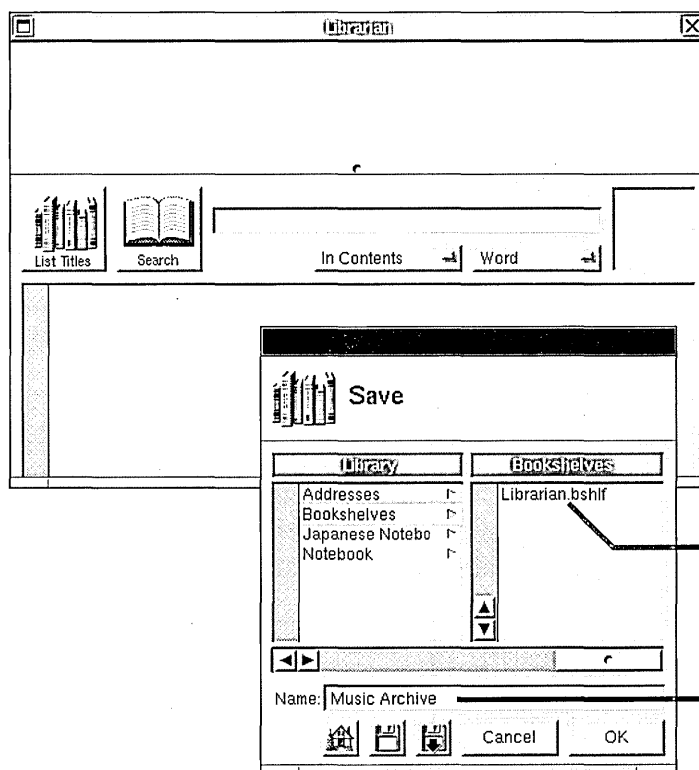 Librarian
List Titles
Search
In Contents
Word
Save
Library
Bookshelves
Addresses
Bookshelves
Japanese Notebo
Notebook
Librarian.bshlf
Name: Music Archive
Cancel
OK